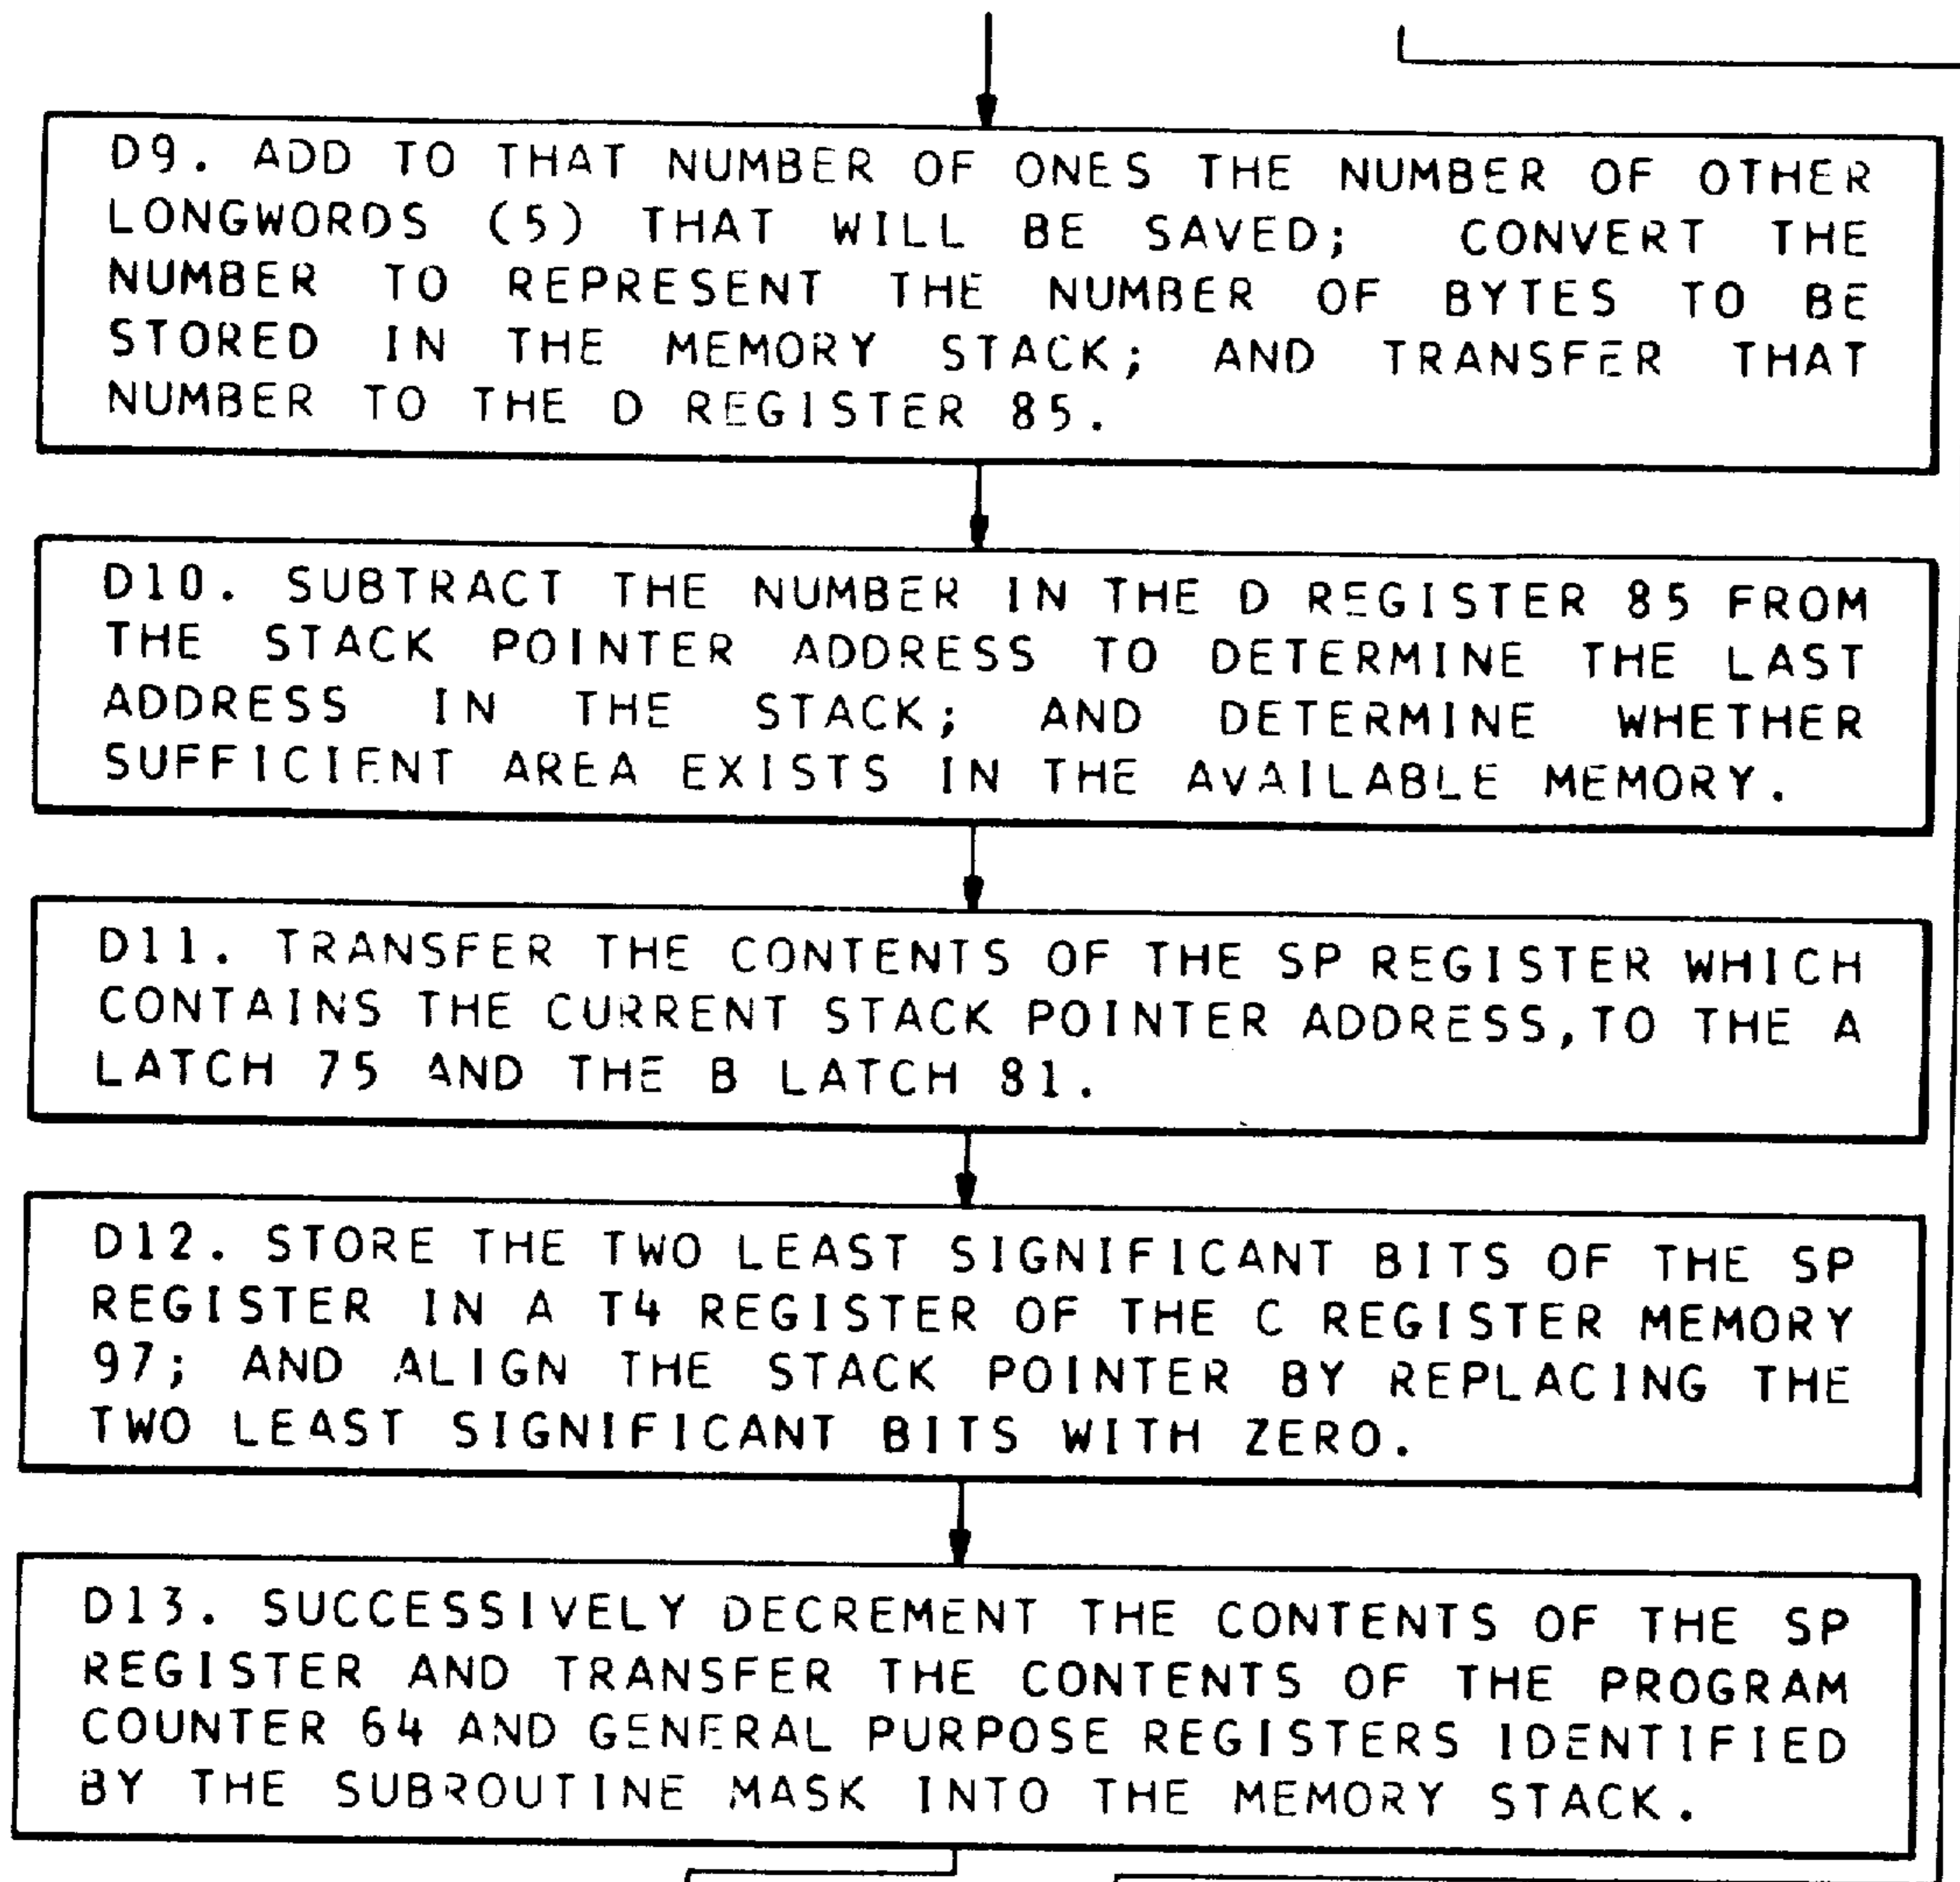 D9. ADD TO THAT NUMBER OF ONES THE NUMBER OF OTHER
LONGWORDS (5) THAT WILL BE SAVED; CONVERT THE
NUMBER TO REPRESENT THE NUMBER OF BYTES TO BE
STORED IN THE MEMORY STACK; AND TRANSFER THAT
NUMBER TO THE D REGISTER 85.
D10. SUBTRACT THE NUMBER IN THE D REGISTER 85 FROM
THE STACK POINTER ADDRESS TO DETERMINE THE LAST
ADDRESS IN THE STACK; AND DETERMINE WHETHER
SUFFICIENT AREA EXISTS IN THE AVAILABLE MEMORY.
D11. TRANSFER THE CONTENTS OF THE SP REGISTER WHICH
CONTAINS THE CURRENT STACK POINTER ADDRESS, TO THE A
LATCH 75 AND THE B LATCH 81.
D12. STORE THE TWO LEAST SIGNIFICANT BITS OF THE SP
REGISTER IN A T4 REGISTER OF THE C REGISTER MEMORY
97; AND ALIGN THE STACK POINTER BY REPLACING THE
TWO LEAST SIGNIFICANT BITS WITH ZERO.
D13. SUCCESSIVELY DECREMENT THE CONTENTS OF THE SP
REGISTER AND TRANSFER THE CONTENTS OF THE PROGRAM
COUNTER 64 AND GENERAL PURPOSE REGISTERS IDENTIFIED
BY THE SUBROUTINE MASK INTO THE MEMORY STACK.